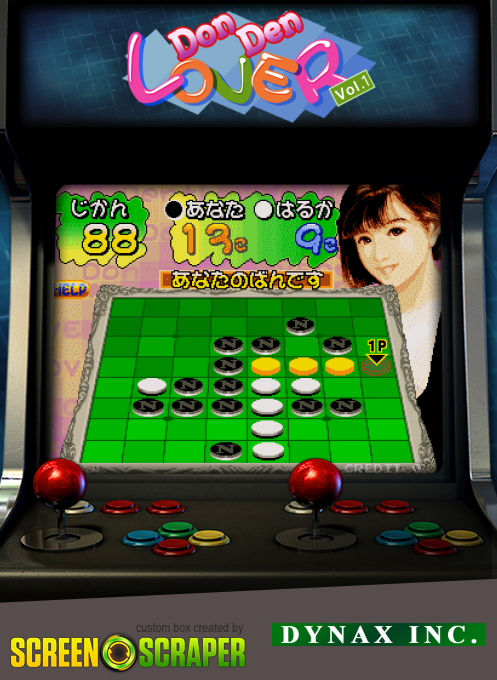 Don Den
LOVER
Vol.1
じかん
あなた
はるか
88
13こ
9こ
あなたのばんです
HELP
1P
CREDIT 0
custom box created by
SCREEN SCRAPER
DYNAX INC.